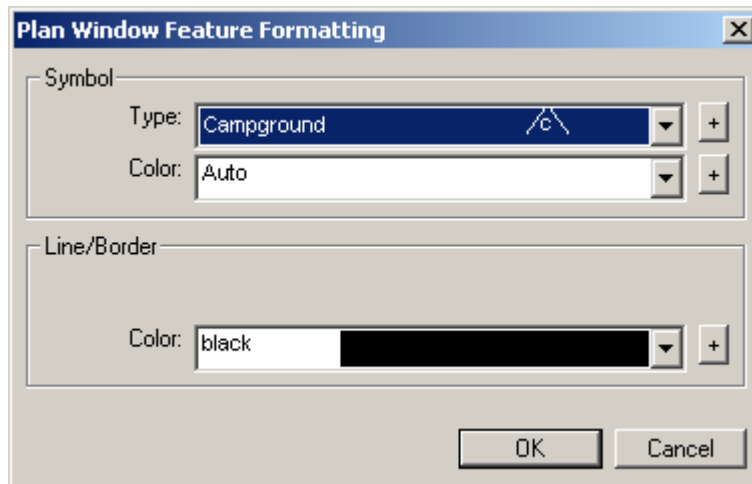 Plan Window Feature Formatting
Symbol
Type: Campground c +
Color: Auto +
Line/Border
Color: black +
OK Cancel